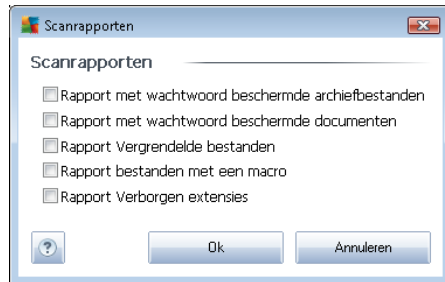 Scanrapporten
Scanrapporten
Rapport met wachtwoord beschermde archiefbestanden
Rapport met wachtwoord beschermde documenten
Rapport Vergrendelde bestanden
Rapport bestanden met een macro
Rapport Verborgen extensies
? Ok Annuleren